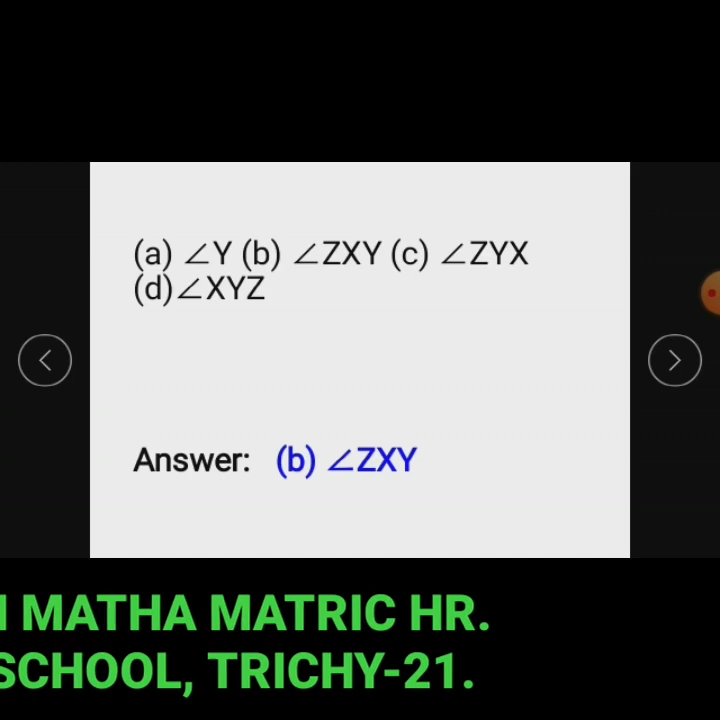 (a) ∠Y (b) ∠ZXY (c) ∠ZYX
(d)∠XYZ
Answer: (b) ∠ZXY
MATHA MATRIC HR.
SCHOOL, TRICHY-21.